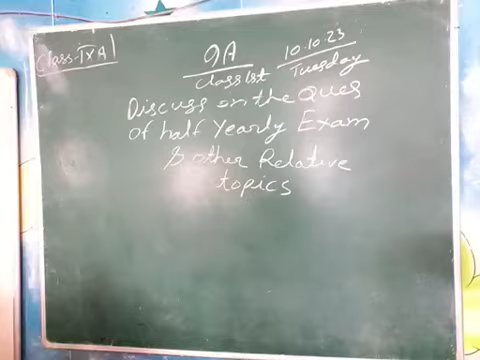 Class-IXA
9A
10.10.23
Class 1st
Tuesday
Discuss on the Ques
of half Yearly Exam
& other Relative
topics